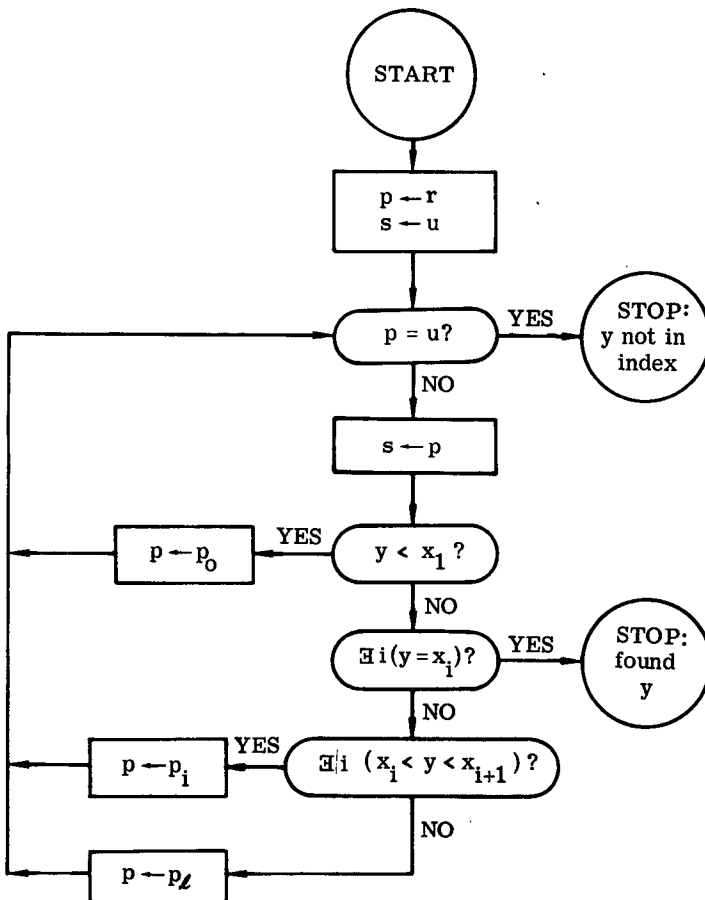 START
p ← r
s ← u
p = u?
YES
STOP:
y not in
index
NO
s ← p
YES
p ← p₀
y < x₁ ?
NO
∃ i (y = xᵢ)?
YES
STOP:
found
y
NO
YES
p ← pᵢ
∃ i (xᵢ < y < xᵢ₊₁) ?
NO
p ← pℓ